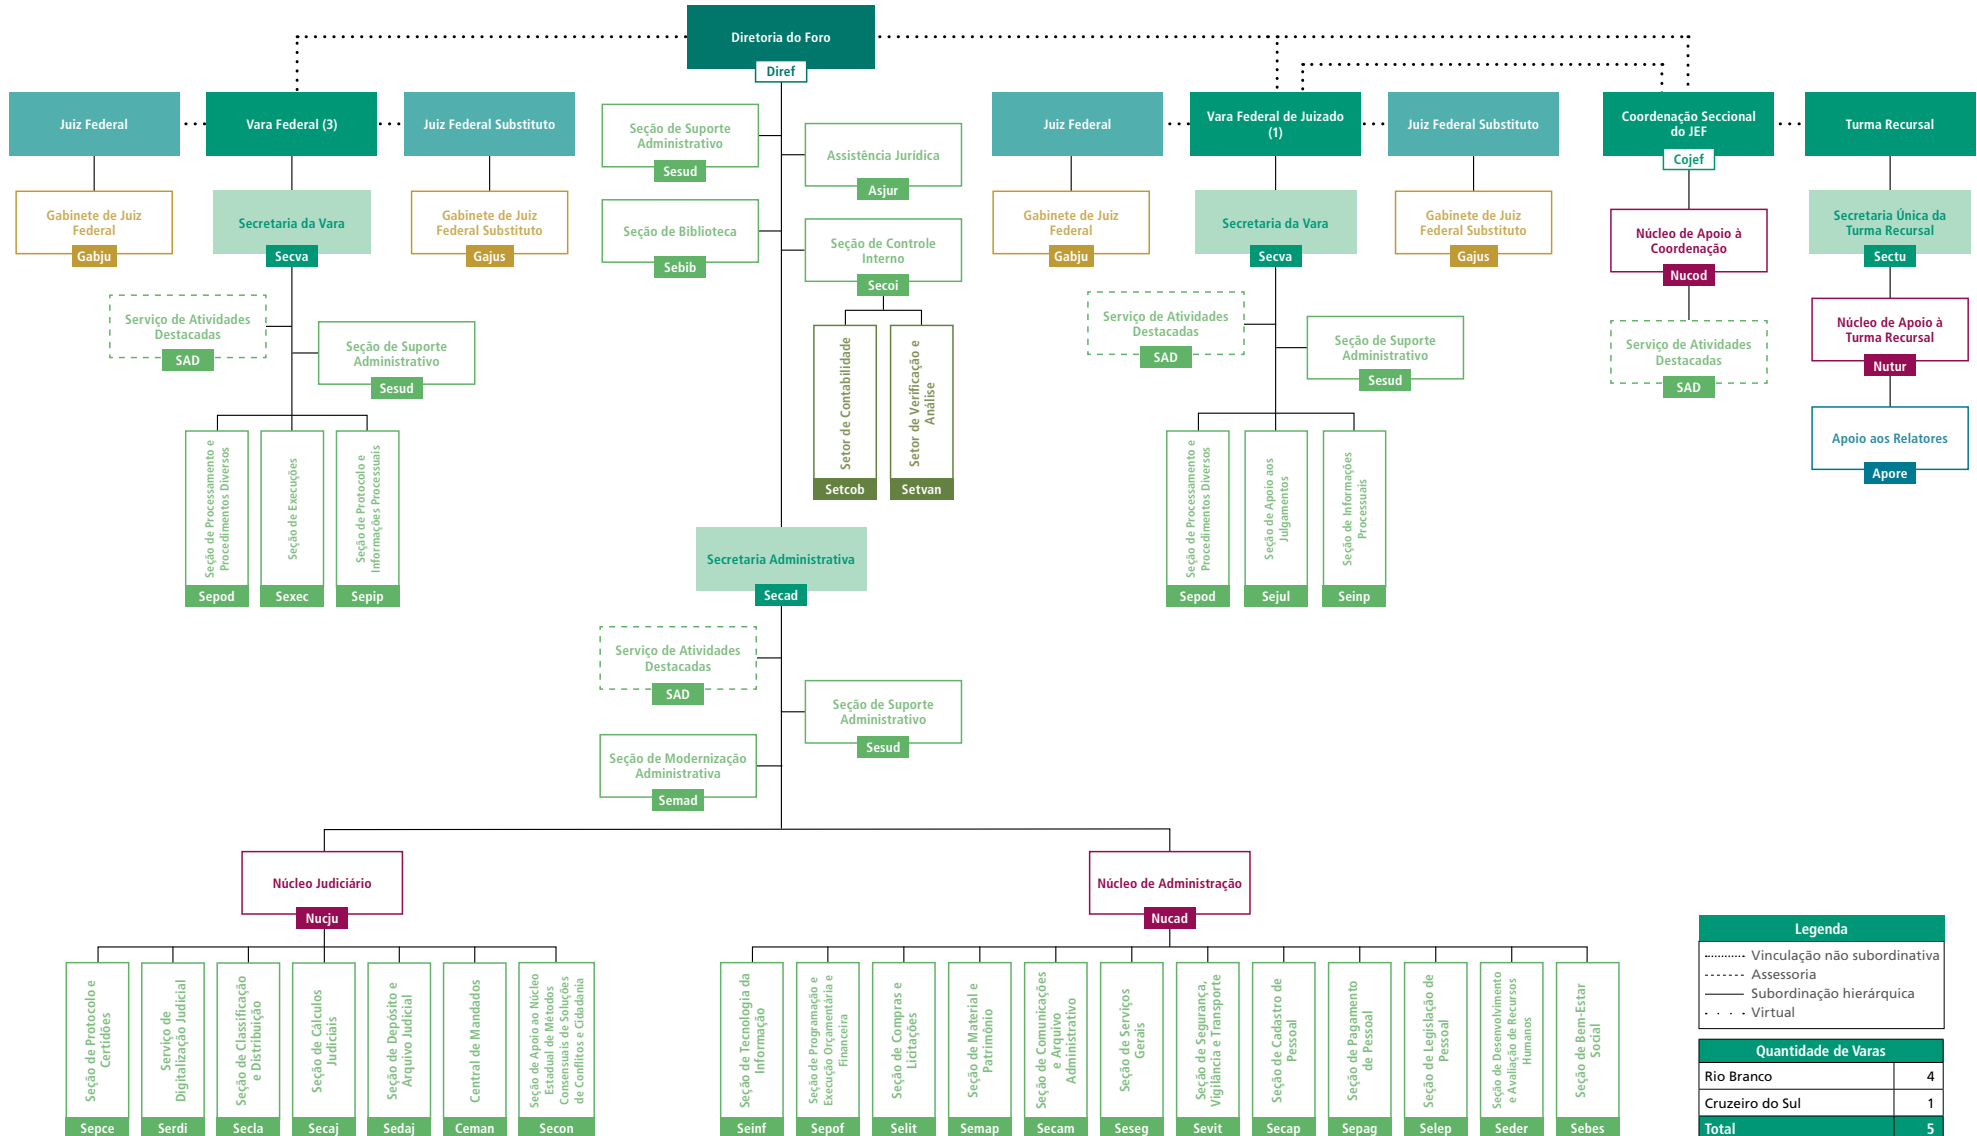 Diretoria do Foro
Diref
Juiz Federal
Vara Federal (3)
Juiz Federal Substituto
Gabinete de Juiz
Federal
Gabju
Secretaria da Vara
Secva
Gabinete de Juiz
Federal Substituto
Gajus
Serviço de Atividades
Destacadas
SAD
Seção de Suporte
Administrativo
Sesud
Seção de Processamento e
Procedimentos Diversos
Sepod
Seção de Execuções
Sexec
Seção de Protocolo e
Informações Processuais
Sepip
Seção de Suporte
Administrativo
Sesud
Assistência Jurídica
Asjur
Seção de Biblioteca
Sebib
Seção de Controle
Interno
Secoi
Setor de Contabilidade
Setcob
Setor de Verificação e
Análise
Setvan
Juiz Federal
Vara Federal de Juizado
(1)
Juiz Federal Substituto
Gabinete de Juiz
Federal
Gabju
Secretaria da Vara
Secva
Gabinete de Juiz
Federal Substituto
Gajus
Serviço de Atividades
Destacadas
SAD
Seção de Suporte
Administrativo
Sesud
Seção de Processamento e
Procedimentos Diversos
Sepod
Seção de Apoio aos
Julgamentos
Sejul
Seção de Informações
Processuais
Seinp
Coordenação Seccional
do JEF
Cojef
Núcleo de Apoio à
Coordenação
Nucod
Serviço de Atividades
Destacadas
SAD
Turma Recursal
Secretaria Única da
Turma Recursal
Sectu
Núcleo de Apoio à
Turma Recursal
Nutur
Apoio aos Relatores
Apore
Secretaria Administrativa
Secad
Serviço de Atividades
Destacadas
SAD
Seção de Suporte
Administrativo
Sesud
Seção de Modernização
Administrativa
Semad
Núcleo Judiciário
Nucju
Seção de Protocolo e
Certidões
Sepce
Serviço de
Digitalização Judicial
Serdi
Seção de Classificação
e Distribuição
Secla
Seção de Cálculos
Judiciais
Secaj
Seção de Depósito e
Arquivo Judicial
Sedaj
Central de Mandados
Ceman
Seção de Apoio ao Núcleo
Estadual de Métodos
Consensuais de Soluções
de Conflitos e Cidadania
Secon
Núcleo de Administração
Nucad
Seção de Tecnologia da
Informação
Seinf
Seção de Programação e
Execução Orçamentária e
Financeira
Sepof
Seção de Compras e
Licitações
Selit
Seção de Material e
Patrimônio
Semap
Seção de Comunicações
e Arquivo
Administrativo
Secam
Seção de Serviços
Gerais
Seseg
Seção de Segurança,
Vigilância e Transporte
Sevit
Seção de Cadastro de
Pessoal
Secap
Seção de Pagamento
de Pessoal
Sepag
Seção de Legislação de
Pessoal
Selep
Seção de Desenvolvimento
e Avaliação de Recursos
Humanos
Seder
Seção de Bem-Estar
Social
Sebes
Legenda
Vinculação não subordinativa
Assessoria
Subordinação hieráquica
Virtual
Quantidade de Varas
Rio Branco 4
Cruzeiro do Sul 1
Total 5